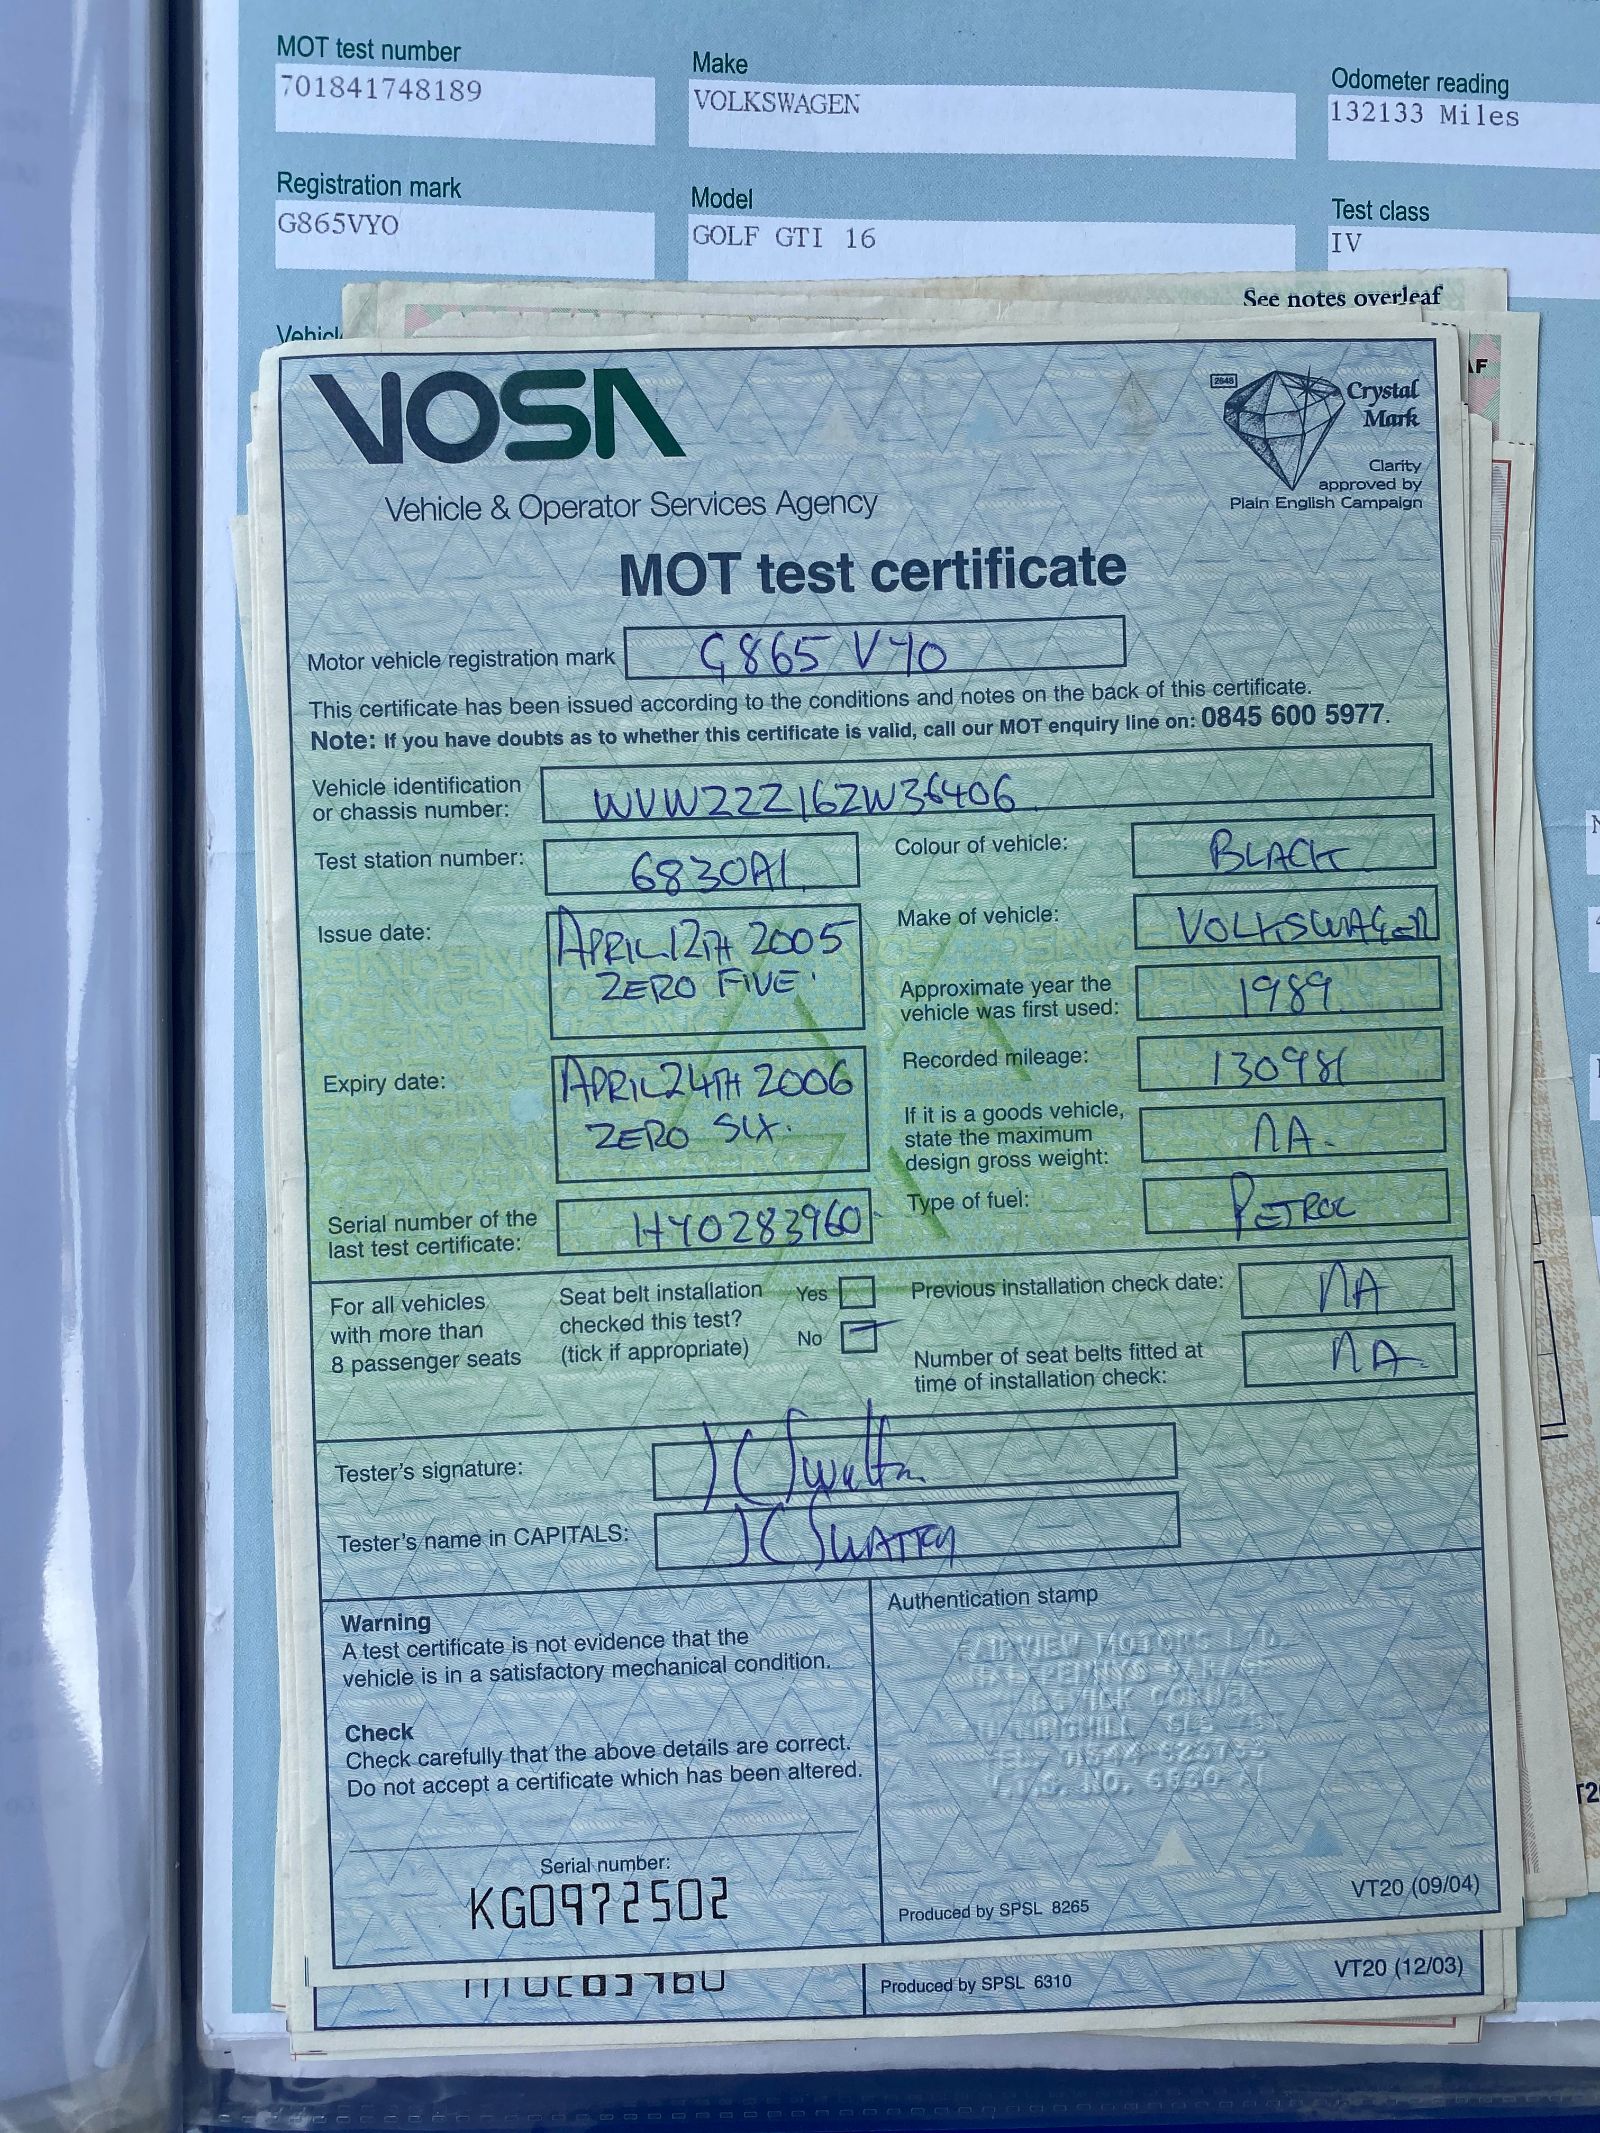 MOT test number
701841748189
Make
VOLKSWAGEN
Odometer reading
132133 Miles
Registration mark
G865VYO
Model
GOLF GTI 16
Test class
IV
See notes overleaf
VOSA
2648
Crystal
Mark
Clarity
approved by
Plain English Campaign
Vehicle & Operator Services Agency
MOT test certificate
Motor vehicle registration mark G865 VYO
This certificate has been issued according to the conditions and notes on the back of this certificate.
Note: If you have doubts as to whether this certificate is valid, call our MOT enquiry line on: 0845 600 5977.
Vehicle identification
or chassis number: WVWZZZ16ZW36406
Test station number: 6830A1
Colour of vehicle: BLACK
Issue date: APRIL 12TH 2005
ZERO FIVE
Make of vehicle: VOLKSWAGEN
Approximate year the
vehicle was first used: 1989
Expiry date: APRIL 24TH 2006
ZERO SIX.
Recorded mileage: 130981
If it is a goods vehicle,
state the maximum
design gross weight: NA.
Serial number of the
last test certificate: HY0283960
Type of fuel: PETROL
For all vehicles
with more than
8 passenger seats
Seat belt installation
checked this test?
(tick if appropriate)
Yes
No
Previous installation check date: NA
Number of seat belts fitted at
time of installation check: NA
Tester's signature:
Tester's name in CAPITALS: J C
Warning
A test certificate is not evidence that the
vehicle is in a satisfactory mechanical condition.
Check
Check carefully that the above details are correct.
Do not accept a certificate which has been altered.
Authentication stamp
FAIRVIEW MOTORS LTD.
Serial number:
KG0972502
Produced by SPSL 8265
VT20 (09/04)
Produced by SPSL 6310
VT20 (12/03)